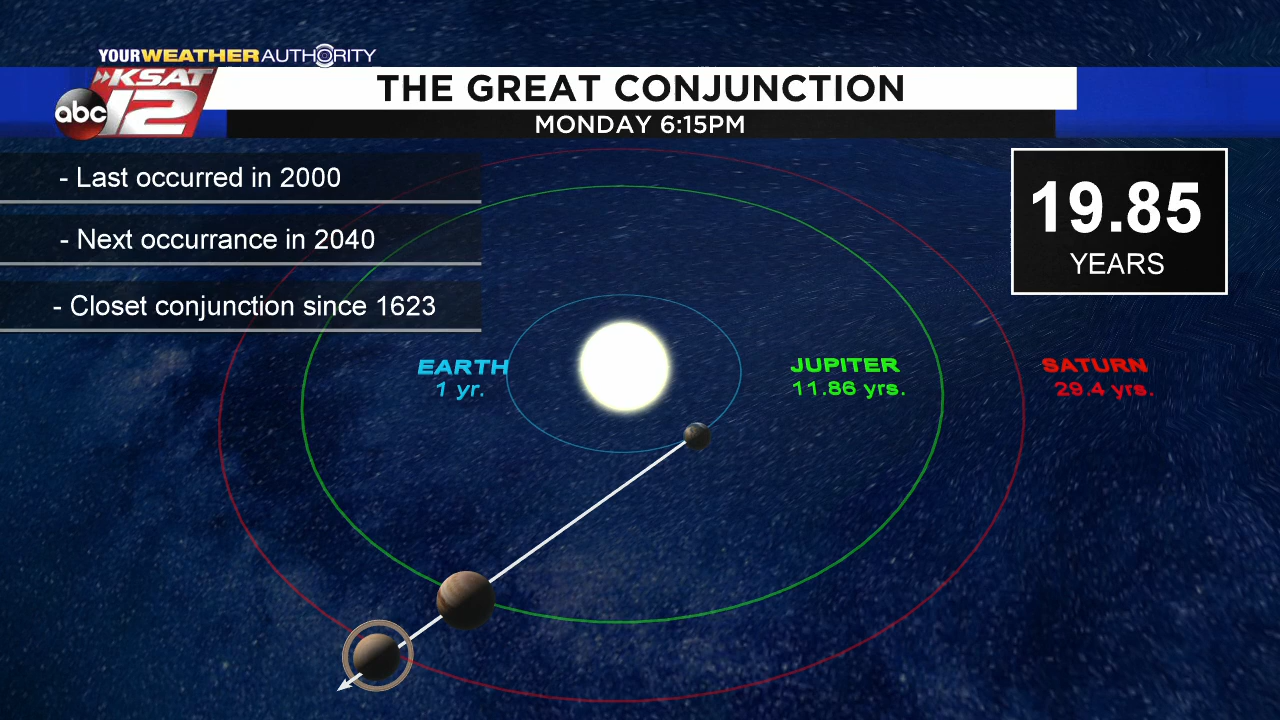 YOUR WEATHER AUTHORITY
KSAT
abc 12
THE GREAT CONJUNCTION
MONDAY 6:15PM
- Last occurred in 2000
- Next occurrance in 2040
- Closet conjunction since 1623
19.85
YEARS
EARTH
1 yr.
JUPITER
11.86 yrs.
SATURN
29.4 yrs.